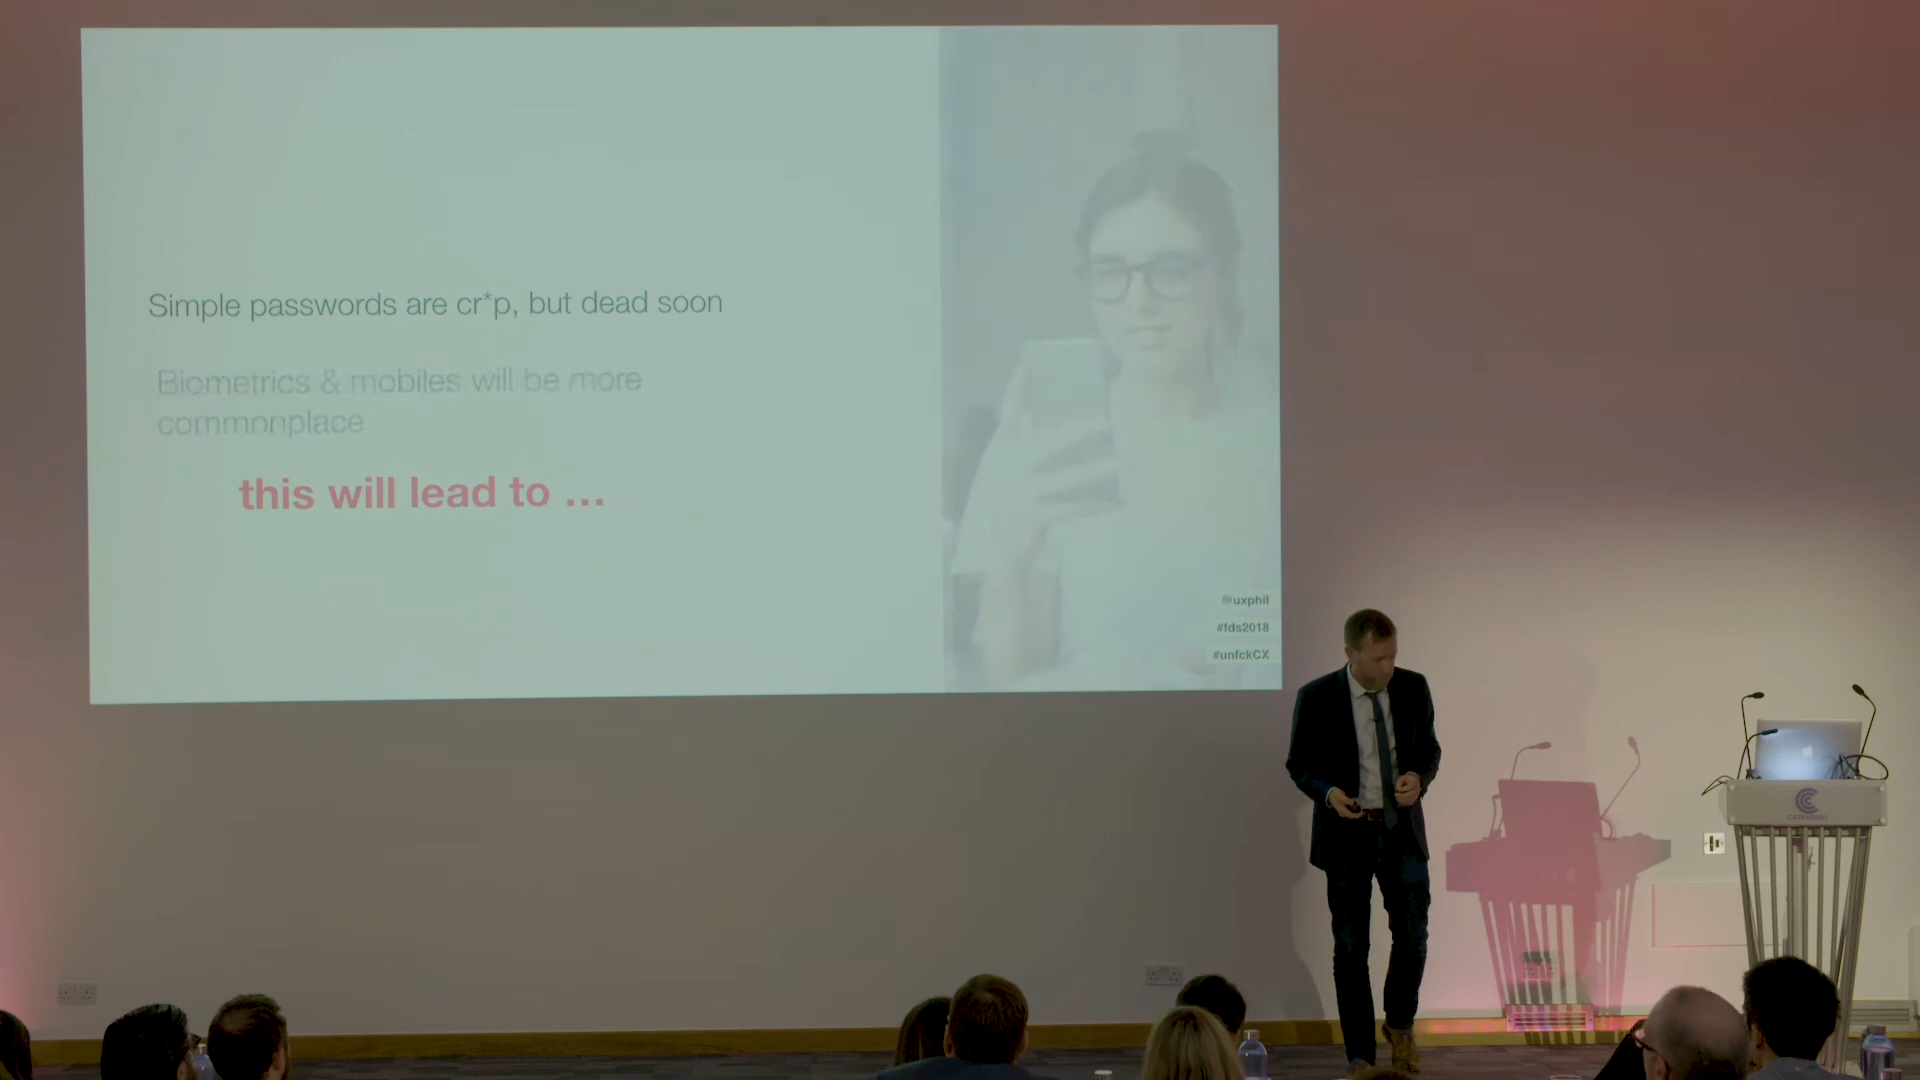 Simple passwords are cr*p, but dead soon
Biometrics & mobiles will be more
commonplace
this will lead to ...
@uxphil
#fds2018
#unfckCX